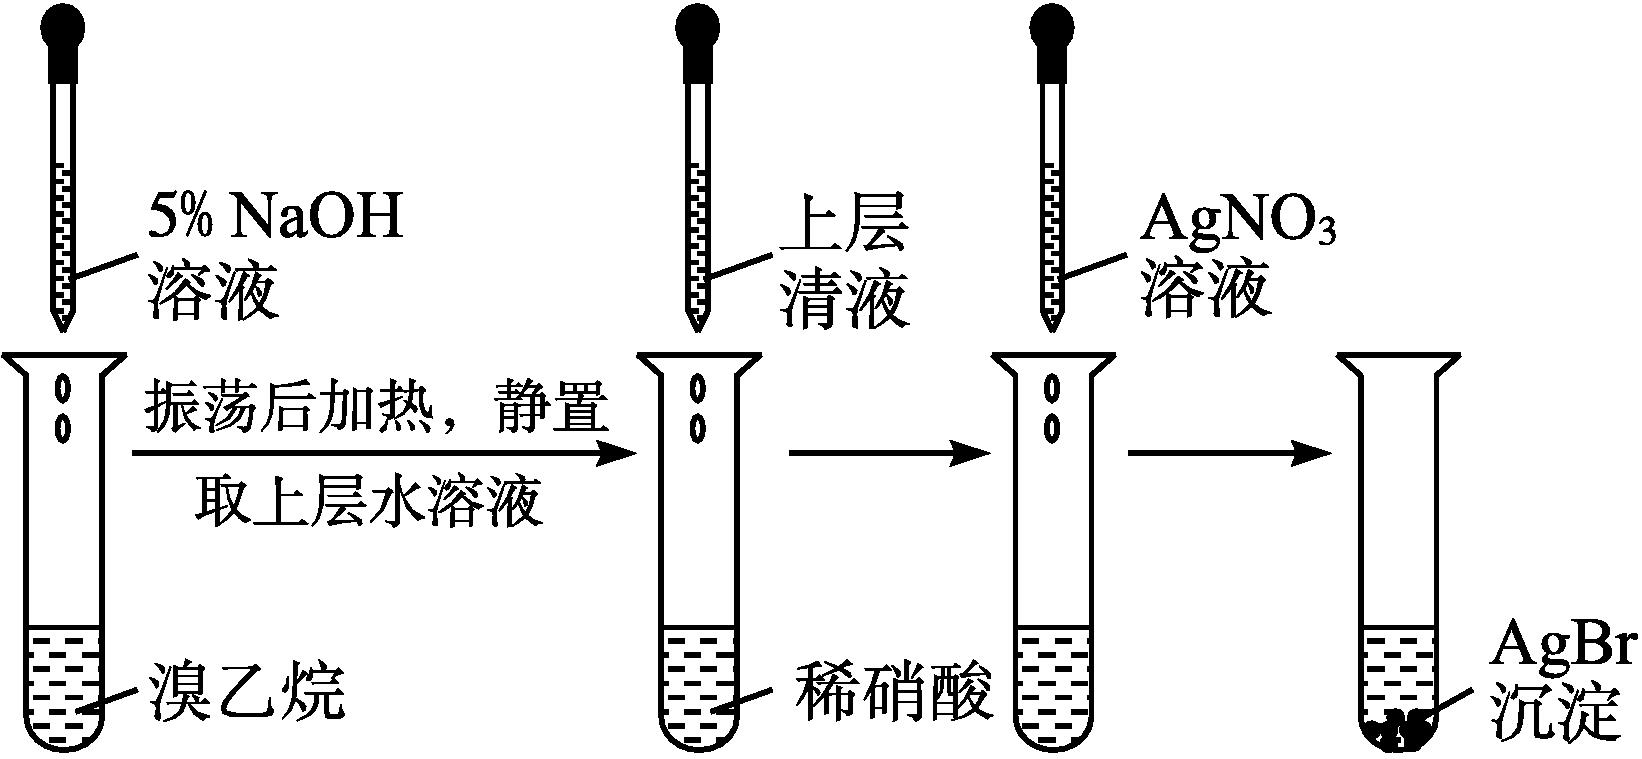 5% NaOH
溶液
振荡后加热，静置
取上层水溶液
溴乙烷
上层
清液
稀硝酸
AgNO₃
溶液
AgBr
沉淀